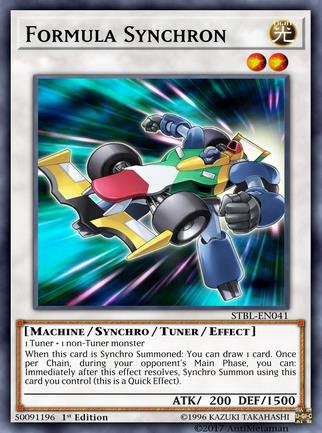 FORMULA SYNCHRON
LIGHT
光
STBL-EN041
[MACHINE / SYNCHRO / TUNER / EFFECT]
1 Tuner + 1 non-Tuner monster
When this card is Synchro Summoned: You can draw 1 card. Once
per Chain, during your opponent's Main Phase, you can:
Immediately after this effect resolves, Synchro Summon using this
card you control (this is a Quick Effect).
ATK/ 200 DEF/1500
50091196 1st Edition ©1996 KAZUKI TAKAHASHI
©2017 AntiMetaman